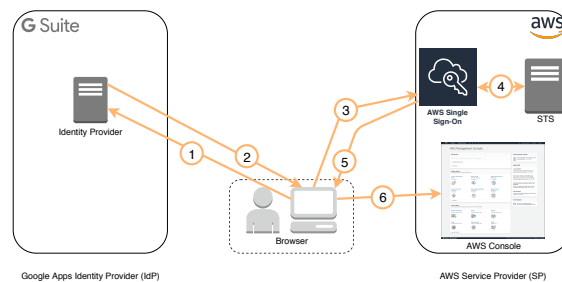 G Suite
aws
Identity Provider
1
2
3
4
5
6
AWS Single
Sign-On
STS
Browser
AWS Console
Google Apps Identity Provider (IdP)
AWS Service Provider (SP)